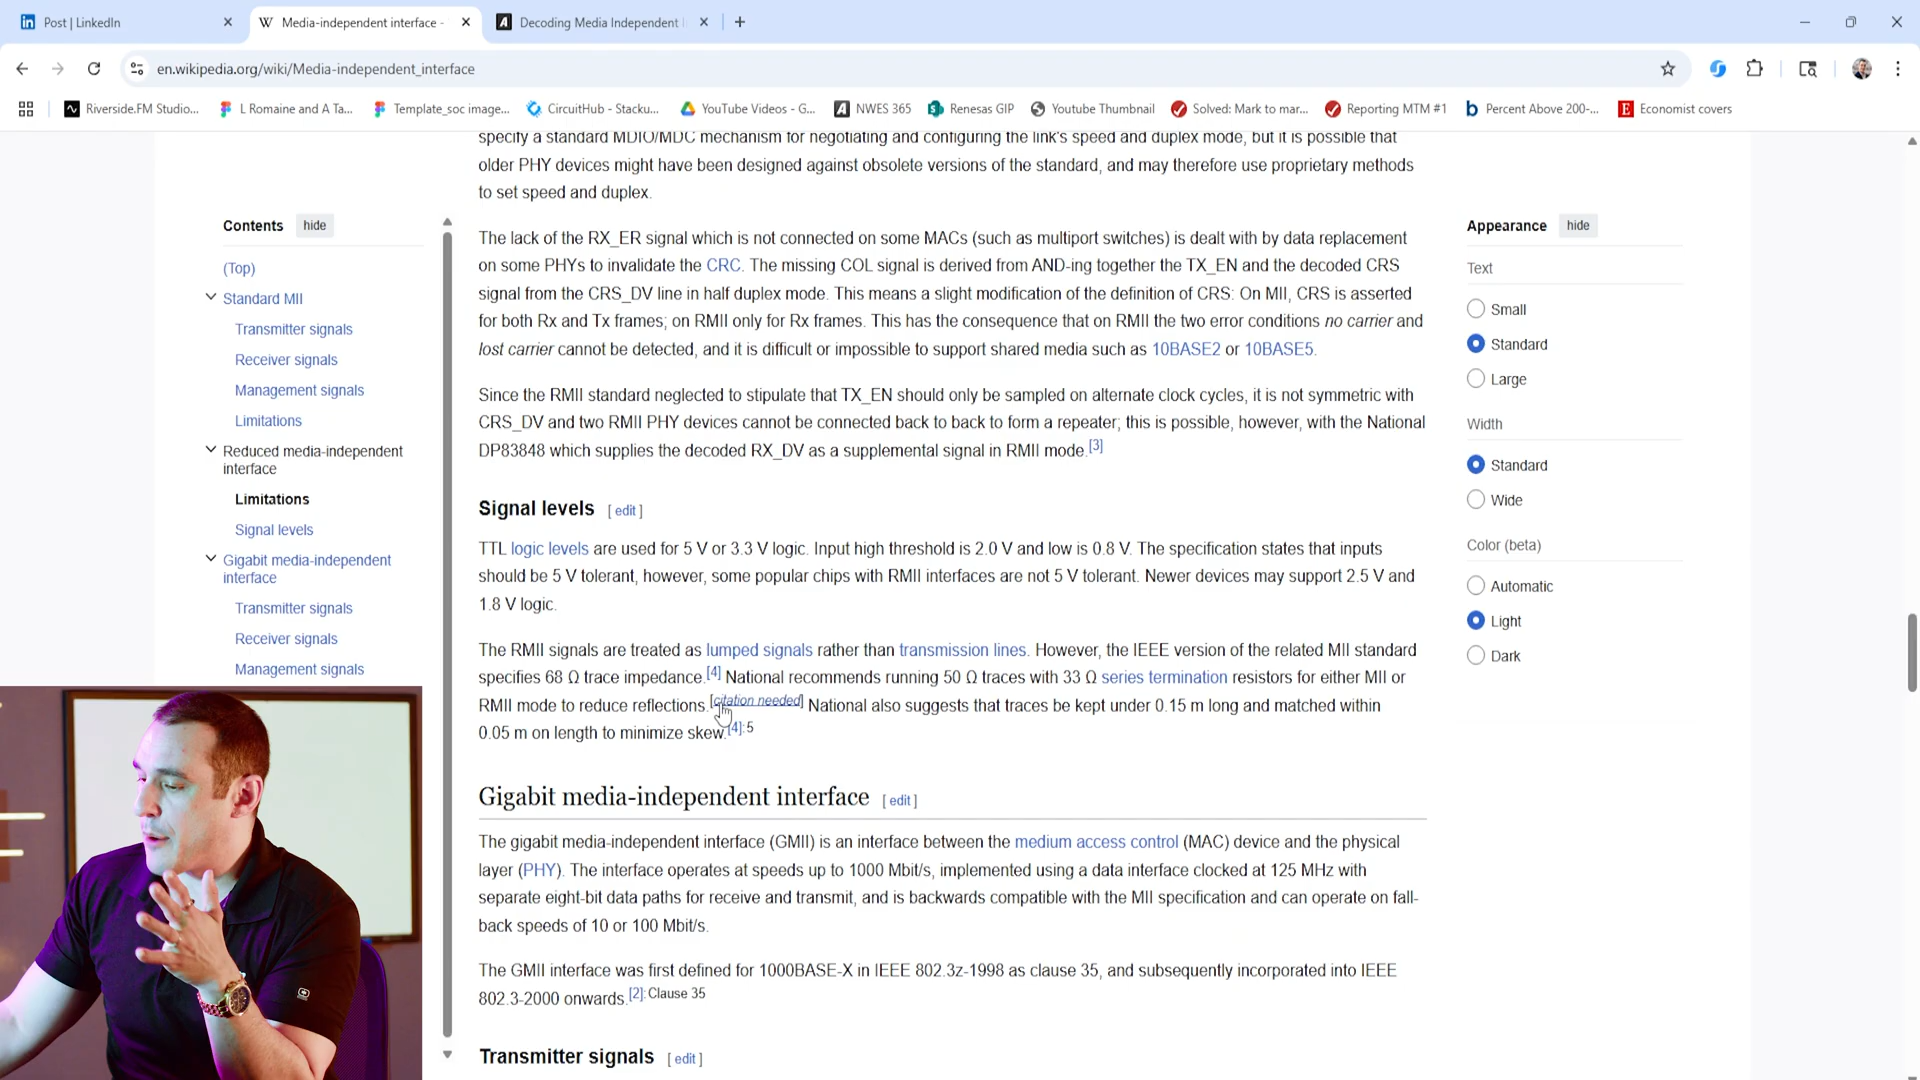 Post | LinkedIn
Media-independent interface -
Decoding Media Independent I
en.wikipedia.org/wiki/Media-independent_interface
Riverside.FM Studio...
L Romaine and A Ta...
Template_soc image...
CircuitHub - Stacku...
YouTube Videos - G...
NWES 365
Renesas GIP
Youtube Thumbnail
Solved: Mark to mar...
Reporting MTM #1
Percent Above 200-...
Economist covers
specify a standard MDIO/MDC mechanism for negotiating and configuring the link's speed and duplex mode, but it is possible that
older PHY devices might have been designed against obsolete versions of the standard, and may therefore use proprietary methods
to set speed and duplex.
Contents hide
(Top)
Standard MII
Transmitter signals
Receiver signals
Management signals
Limitations
Reduced media-independent
interface
Limitations
Signal levels
Gigabit media-independent
interface
Transmitter signals
Receiver signals
Management signals
The lack of the RX_ER signal which is not connected on some MACs (such as multiport switches) is dealt with by data replacement
on some PHYs to invalidate the CRC. The missing COL signal is derived from AND-ing together the TX_EN and the decoded CRS
signal from the CRS_DV line in half duplex mode. This means a slight modification of the definition of CRS: On MII, CRS is asserted
for both Rx and Tx frames; on RMII only for Rx frames. This has the consequence that on RMII the two error conditions no carrier and
lost carrier cannot be detected, and it is difficult or impossible to support shared media such as 10BASE2 or 10BASE5.
Since the RMII standard neglected to stipulate that TX_EN should only be sampled on alternate clock cycles, it is not symmetric with
CRS_DV and two RMII PHY devices cannot be connected back to back to form a repeater; this is possible, however, with the National
DP83848 which supplies the decoded RX_DV as a supplemental signal in RMII mode.[3]
Signal levels [ edit ]
TTL logic levels are used for 5 V or 3.3 V logic. Input high threshold is 2.0 V and low is 0.8 V. The specification states that inputs
should be 5 V tolerant, however, some popular chips with RMII interfaces are not 5 V tolerant. Newer devices may support 2.5 V and
1.8 V logic.
The RMII signals are treated as lumped signals rather than transmission lines. However, the IEEE version of the related MII standard
specifies 68 Ω trace impedance.[4] National recommends running 50 Ω traces with 33 Ω series termination resistors for either MII or
RMII mode to reduce reflections.[citation needed] National also suggests that traces be kept under 0.15 m long and matched within
0.05 m on length to minimize skew.[4]: 5
Gigabit media-independent interface [ edit ]
The gigabit media-independent interface (GMII) is an interface between the medium access control (MAC) device and the physical
layer (PHY). The interface operates at speeds up to 1000 Mbit/s, implemented using a data interface clocked at 125 MHz with
separate eight-bit data paths for receive and transmit, and is backwards compatible with the MII specification and can operate on fall-
back speeds of 10 or 100 Mbit/s.
The GMII interface was first defined for 1000BASE-X in IEEE 802.3z-1998 as clause 35, and subsequently incorporated into IEEE
802.3-2000 onwards.[2]: Clause 35
Transmitter signals [ edit ]
Appearance hide
Text
Small
Standard
Large
Width
Standard
Wide
Color (beta)
Automatic
Light
Dark